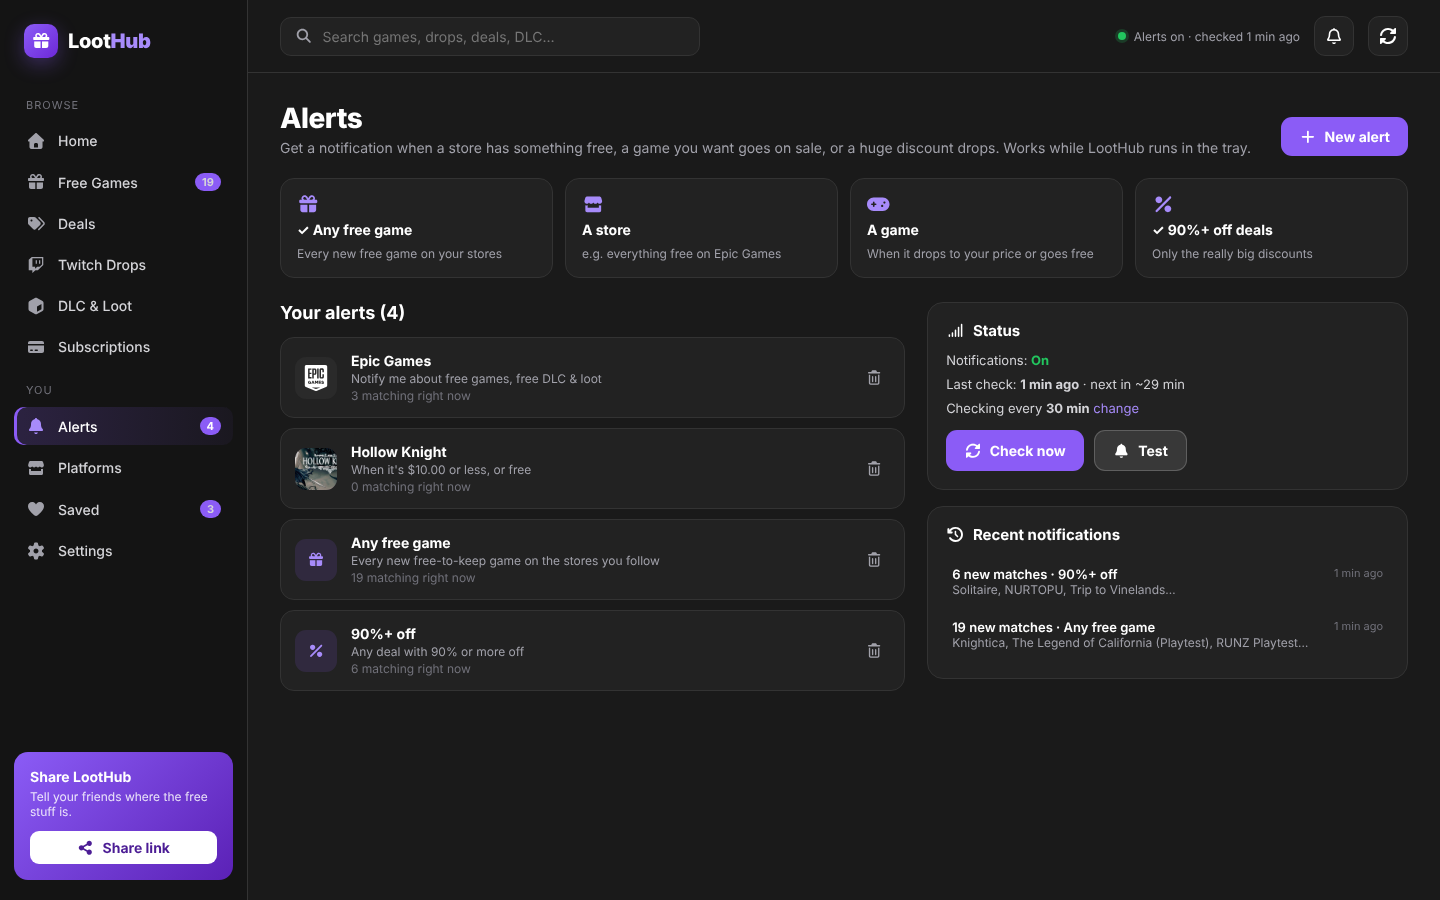 LootHub
Search games, drops, deals, DLC...
Alerts on · checked 1 min ago
BROWSE
Home
Free Games 19
Deals
Twitch Drops
DLC & Loot
Subscriptions
YOU
Alerts 4
Platforms
Saved 3
Settings
Share LootHub
Tell your friends where the free
stuff is.
Share link
Alerts
Get a notification when a store has something free, a game you want goes on sale, or a huge discount drops. Works while LootHub runs in the tray.
New alert
Any free game
Every new free game on your stores
A store
e.g. everything free on Epic Games
A game
When it drops to your price or goes free
90%+ off deals
Only the really big discounts
Your alerts (4)
EPIC
GAMES
Epic Games
Notify me about free games, free DLC & loot
3 matching right now
HOLLOW K
Hollow Knight
When it's $10.00 or less, or free
0 matching right now
Any free game
Every new free-to-keep game on the stores you follow
19 matching right now
90%+ off
Any deal with 90% or more off
6 matching right now
Status
Notifications: On
Last check: 1 min ago · next in ~29 min
Checking every 30 min change
Check now
Test
Recent notifications
6 new matches · 90%+ off 1 min ago
Solitaire, NURTOPU, Trip to Vinelands...
19 new matches · Any free game 1 min ago
Knightica, The Legend of California (Playtest), RUNZ Playtest...